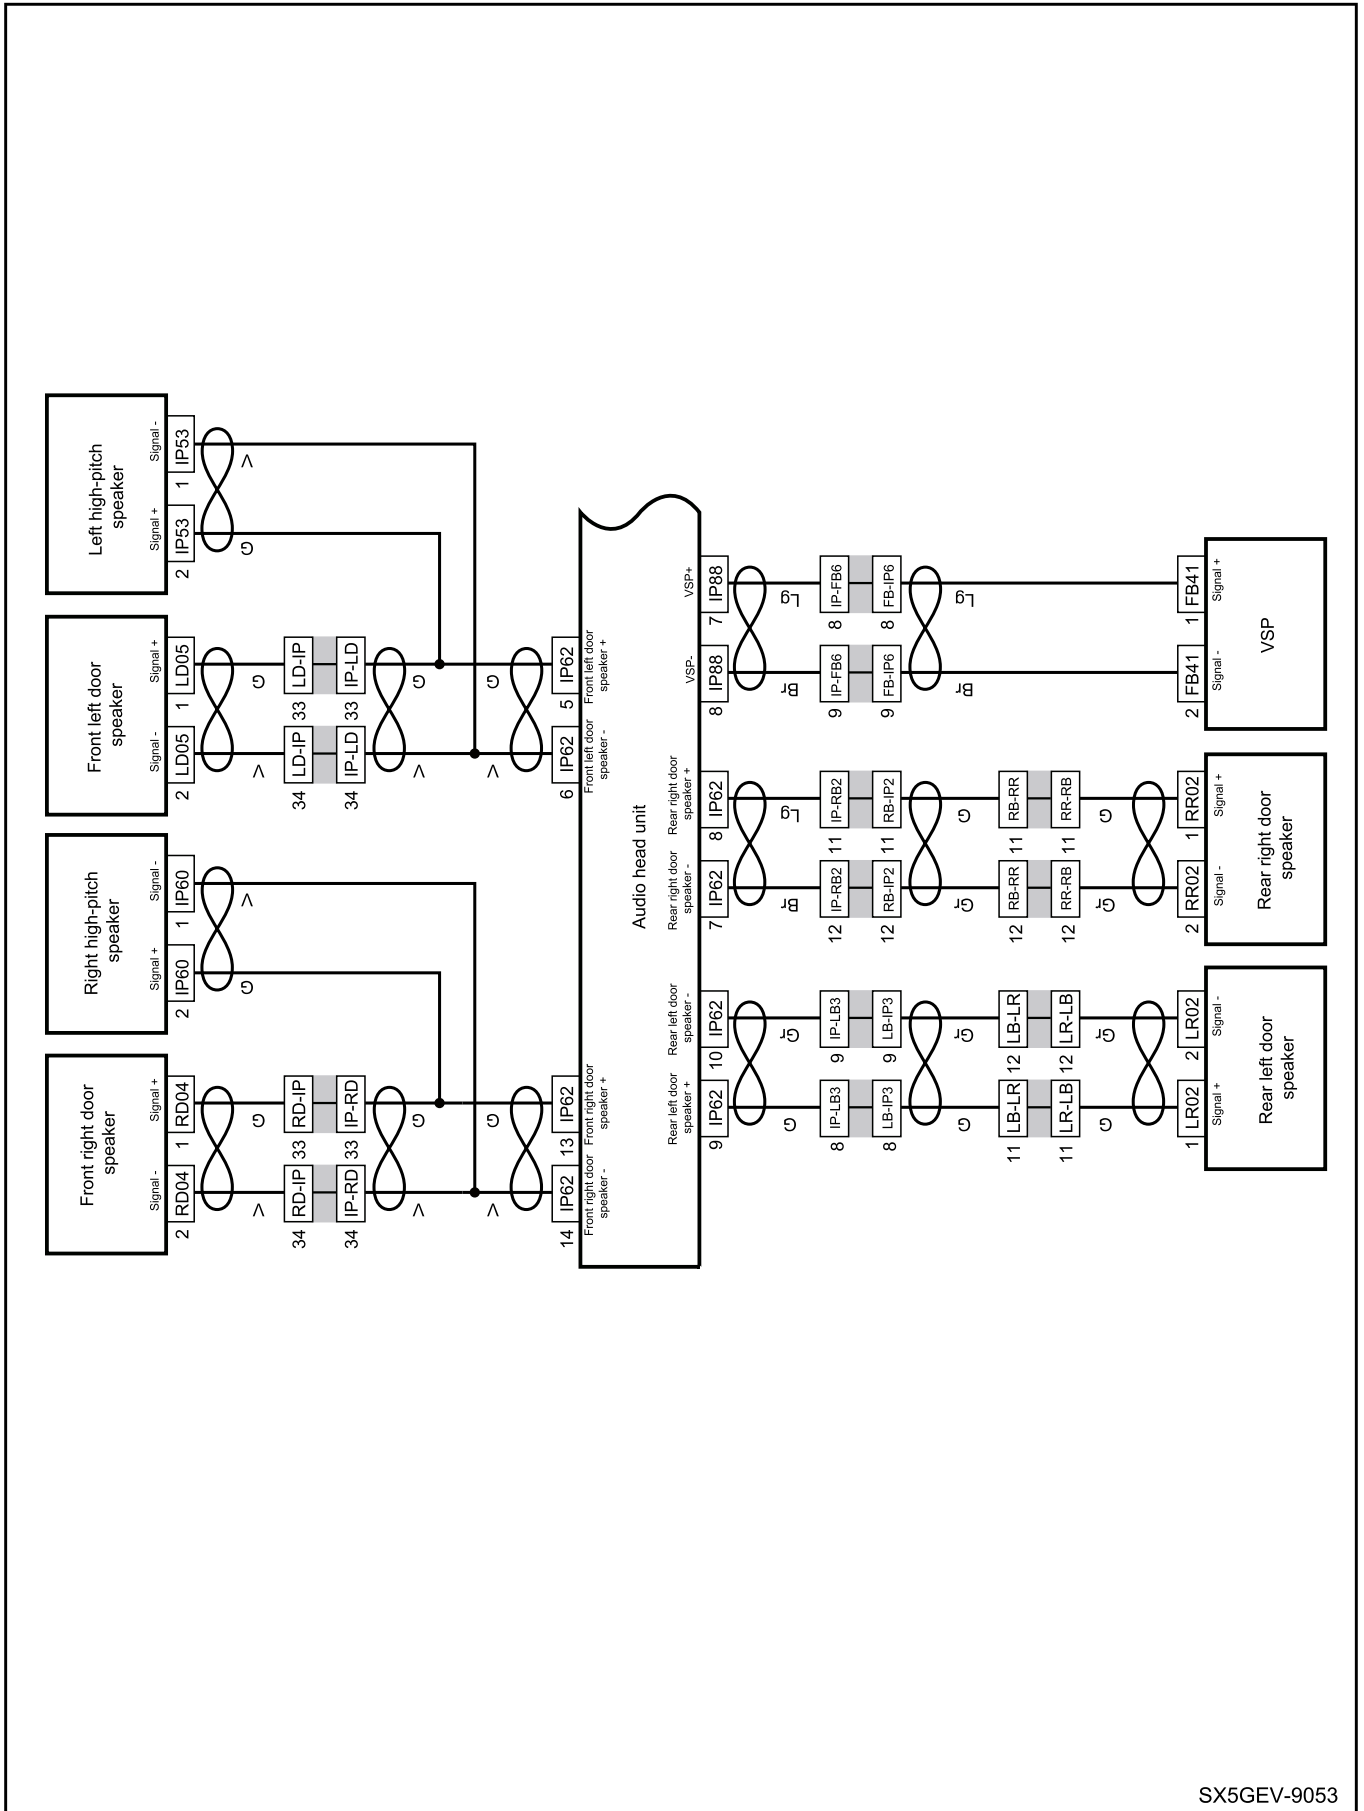 Front right door
speaker
Right high-pitch
speaker
Front left door
speaker
Left high-pitch
speaker
Signal -
Signal +
Signal +
Signal -
Signal -
Signal +
Signal +
Signal -
2 RD04
1 RD04
2 IP60
1 IP60
2 LD05
1 LD05
2 IP53
1 IP53
V
G
G
V
V
G
G
V
34 RD-IP
33 RD-IP
34 LD-IP
33 LD-IP
34 IP-RD
33 IP-RD
34 IP-LD
33 IP-LD
V
G
V
G
V
G
V
G
14 IP62
13 IP62
6 IP62
5 IP62
Front right door
speaker -
Front right door
speaker +
Front left door
speaker -
Front left door
speaker +
Audio head unit
Rear left door
speaker +
Rear left door
speaker -
Rear right door
speaker -
Rear right door
speaker +
VSP-
VSP+
9 IP62
10 IP62
7 IP62
8 IP62
8 IP88
7 IP88
G
Gr
Br
Lg
Br
Lg
8 IP-LB3
9 IP-LB3
12 IP-RB2
11 IP-RB2
9 IP-FB6
8 IP-FB6
8 LB-IP3
9 LB-IP3
12 RB-IP2
11 RB-IP2
9 FB-IP6
8 FB-IP6
G
Gr
Gr
G
Br
Lg
11 LB-LR
12 LB-LR
12 RB-RR
11 RB-RR
11 LR-LB
12 LR-LB
12 RR-RB
11 RR-RB
G
Gr
Gr
G
1 LR02
2 LR02
2 RR02
1 RR02
2 FB41
1 FB41
Signal +
Signal -
Signal -
Signal +
Signal -
Signal +
Rear left door
speaker
Rear right door
speaker
VSP
SX5GEV-9053